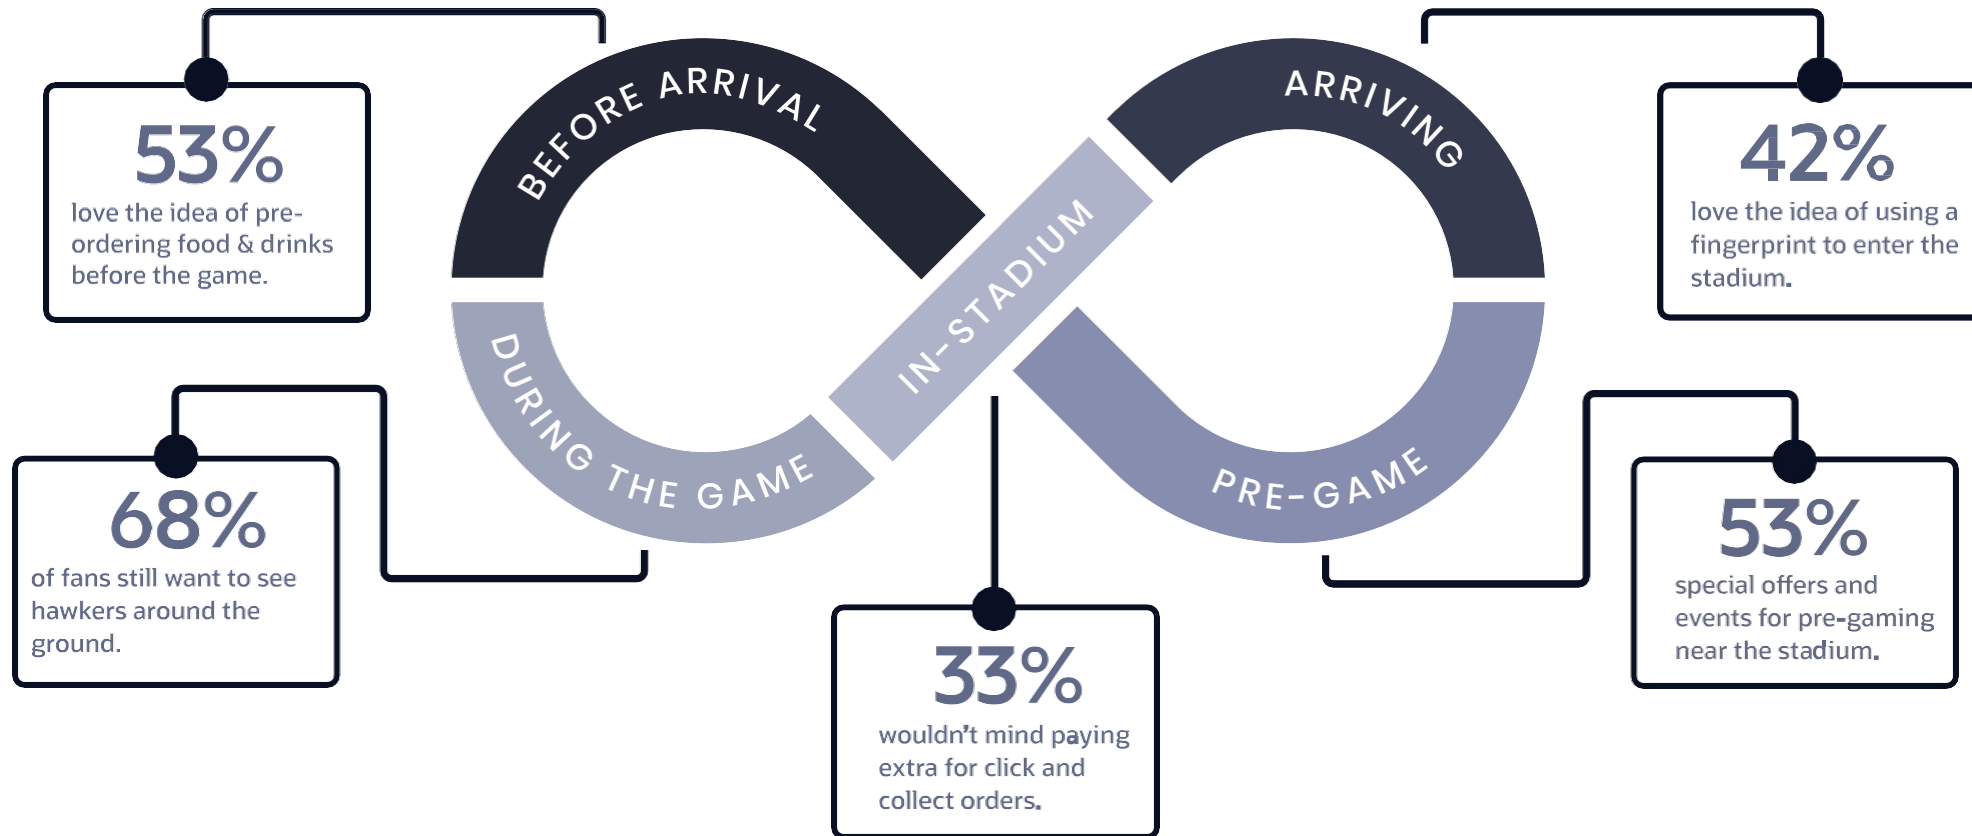 BEFORE ARRIVAL
ARRIVING
53%
love the idea of pre-
ordering food & drinks
before the game.
42%
love the idea of using a
fingerprint to enter the
stadium.
IN-STADIUM
DURING THE GAME
PRE-GAME
68%
of fans still want to see
hawkers around the
ground.
53%
special offers and
events for pre-gaming
near the stadium.
33%
wouldn't mind paying
extra for click and
collect orders.